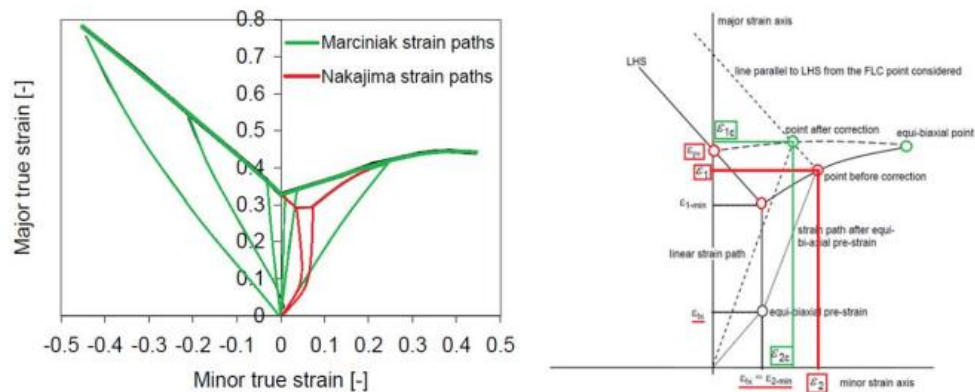 0.8
0.7
0.6
0.5
0.4
0.3
0.2
0.1
0
Marciniak strain paths
Nakajima strain paths
Major true strain [-]
-0.5 -0.4 -0.3 -0.2 -0.1 0 0.1 0.2 0.3 0.4 0.5
Minor true strain [-]
major strain axis
LHS
line parallel to LHS from the FLC point considered
ε1c
point after correction
equi-biaxial point
ε1
point before correction
ε1-min
strain path after equi-
bi-axial pre-strain
linear strain path
equi-biaxial pre-strain
ε2c
= ε2-min
ε2
minor strain axis